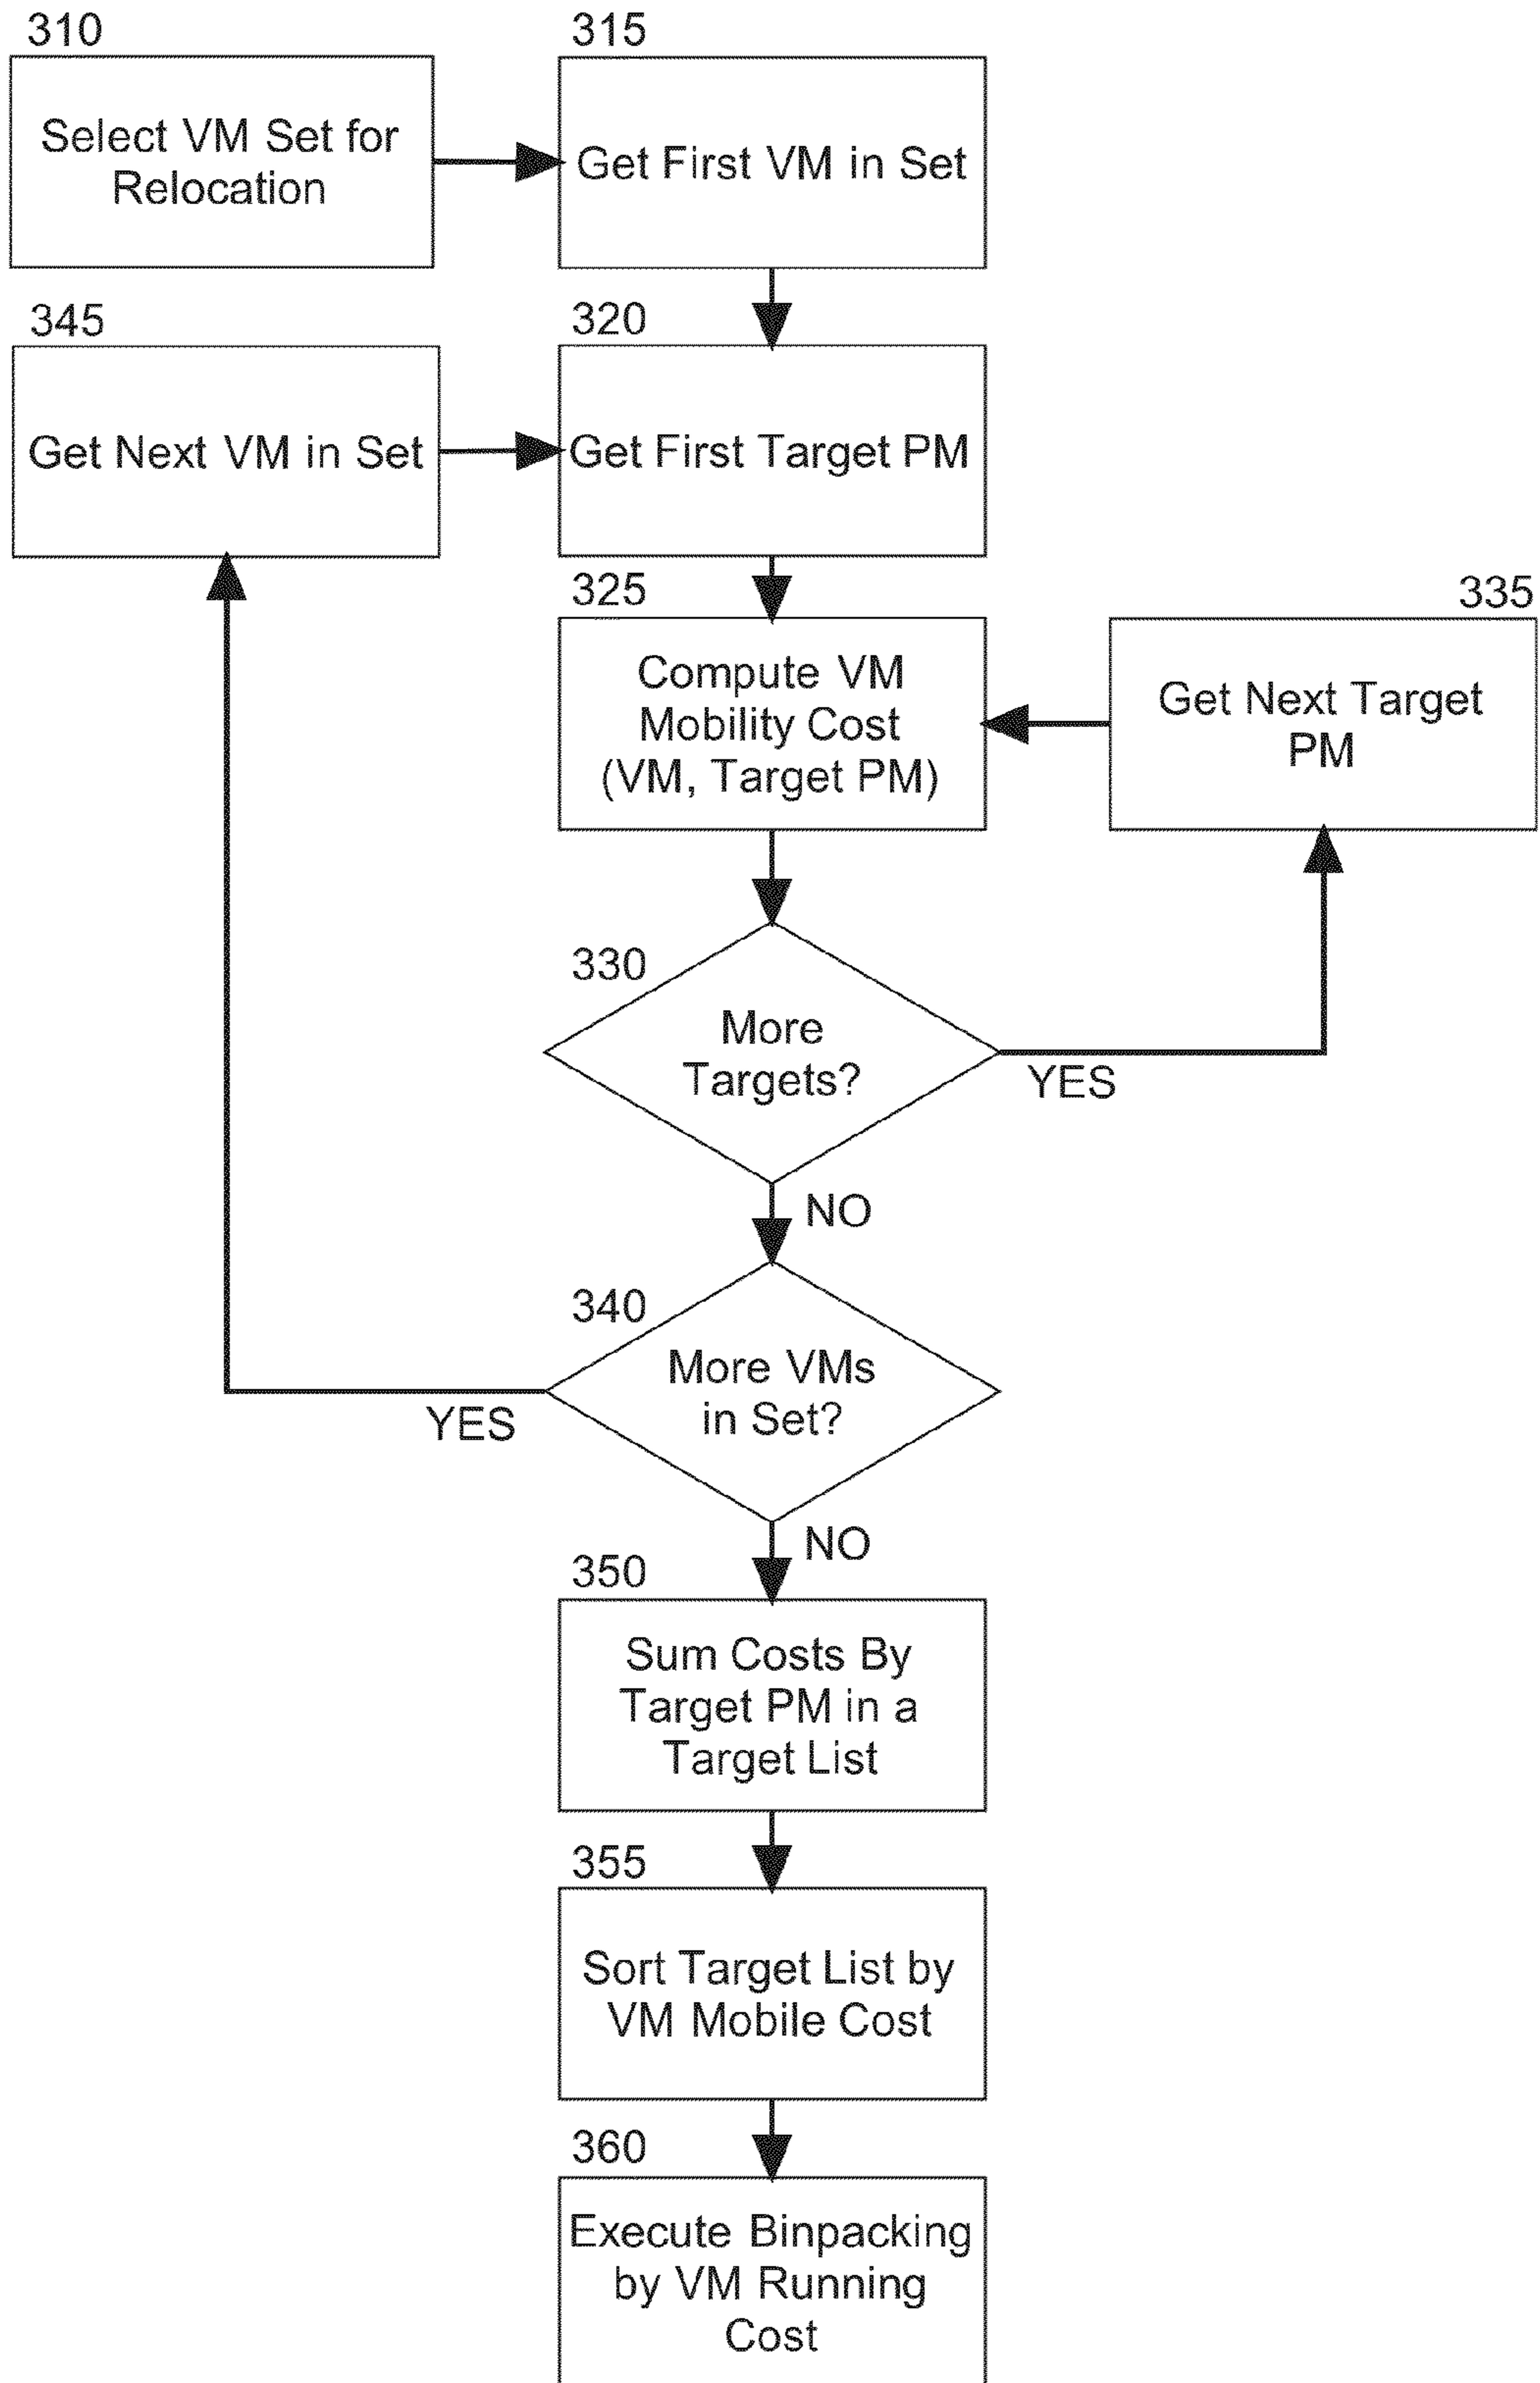 310
Select VM Set for
Relocation
315
Get First VM in Set
345
Get Next VM in Set
320
Get First Target PM
325
Compute VM
Mobility Cost
(VM, Target PM)
335
Get Next Target
PM
330
More
Targets?
YES
NO
340
More VMs
in Set?
YES
NO
350
Sum Costs By
Target PM in a
Target List
355
Sort Target List by
VM Mobile Cost
360
Execute Binpacking
by VM Running
Cost